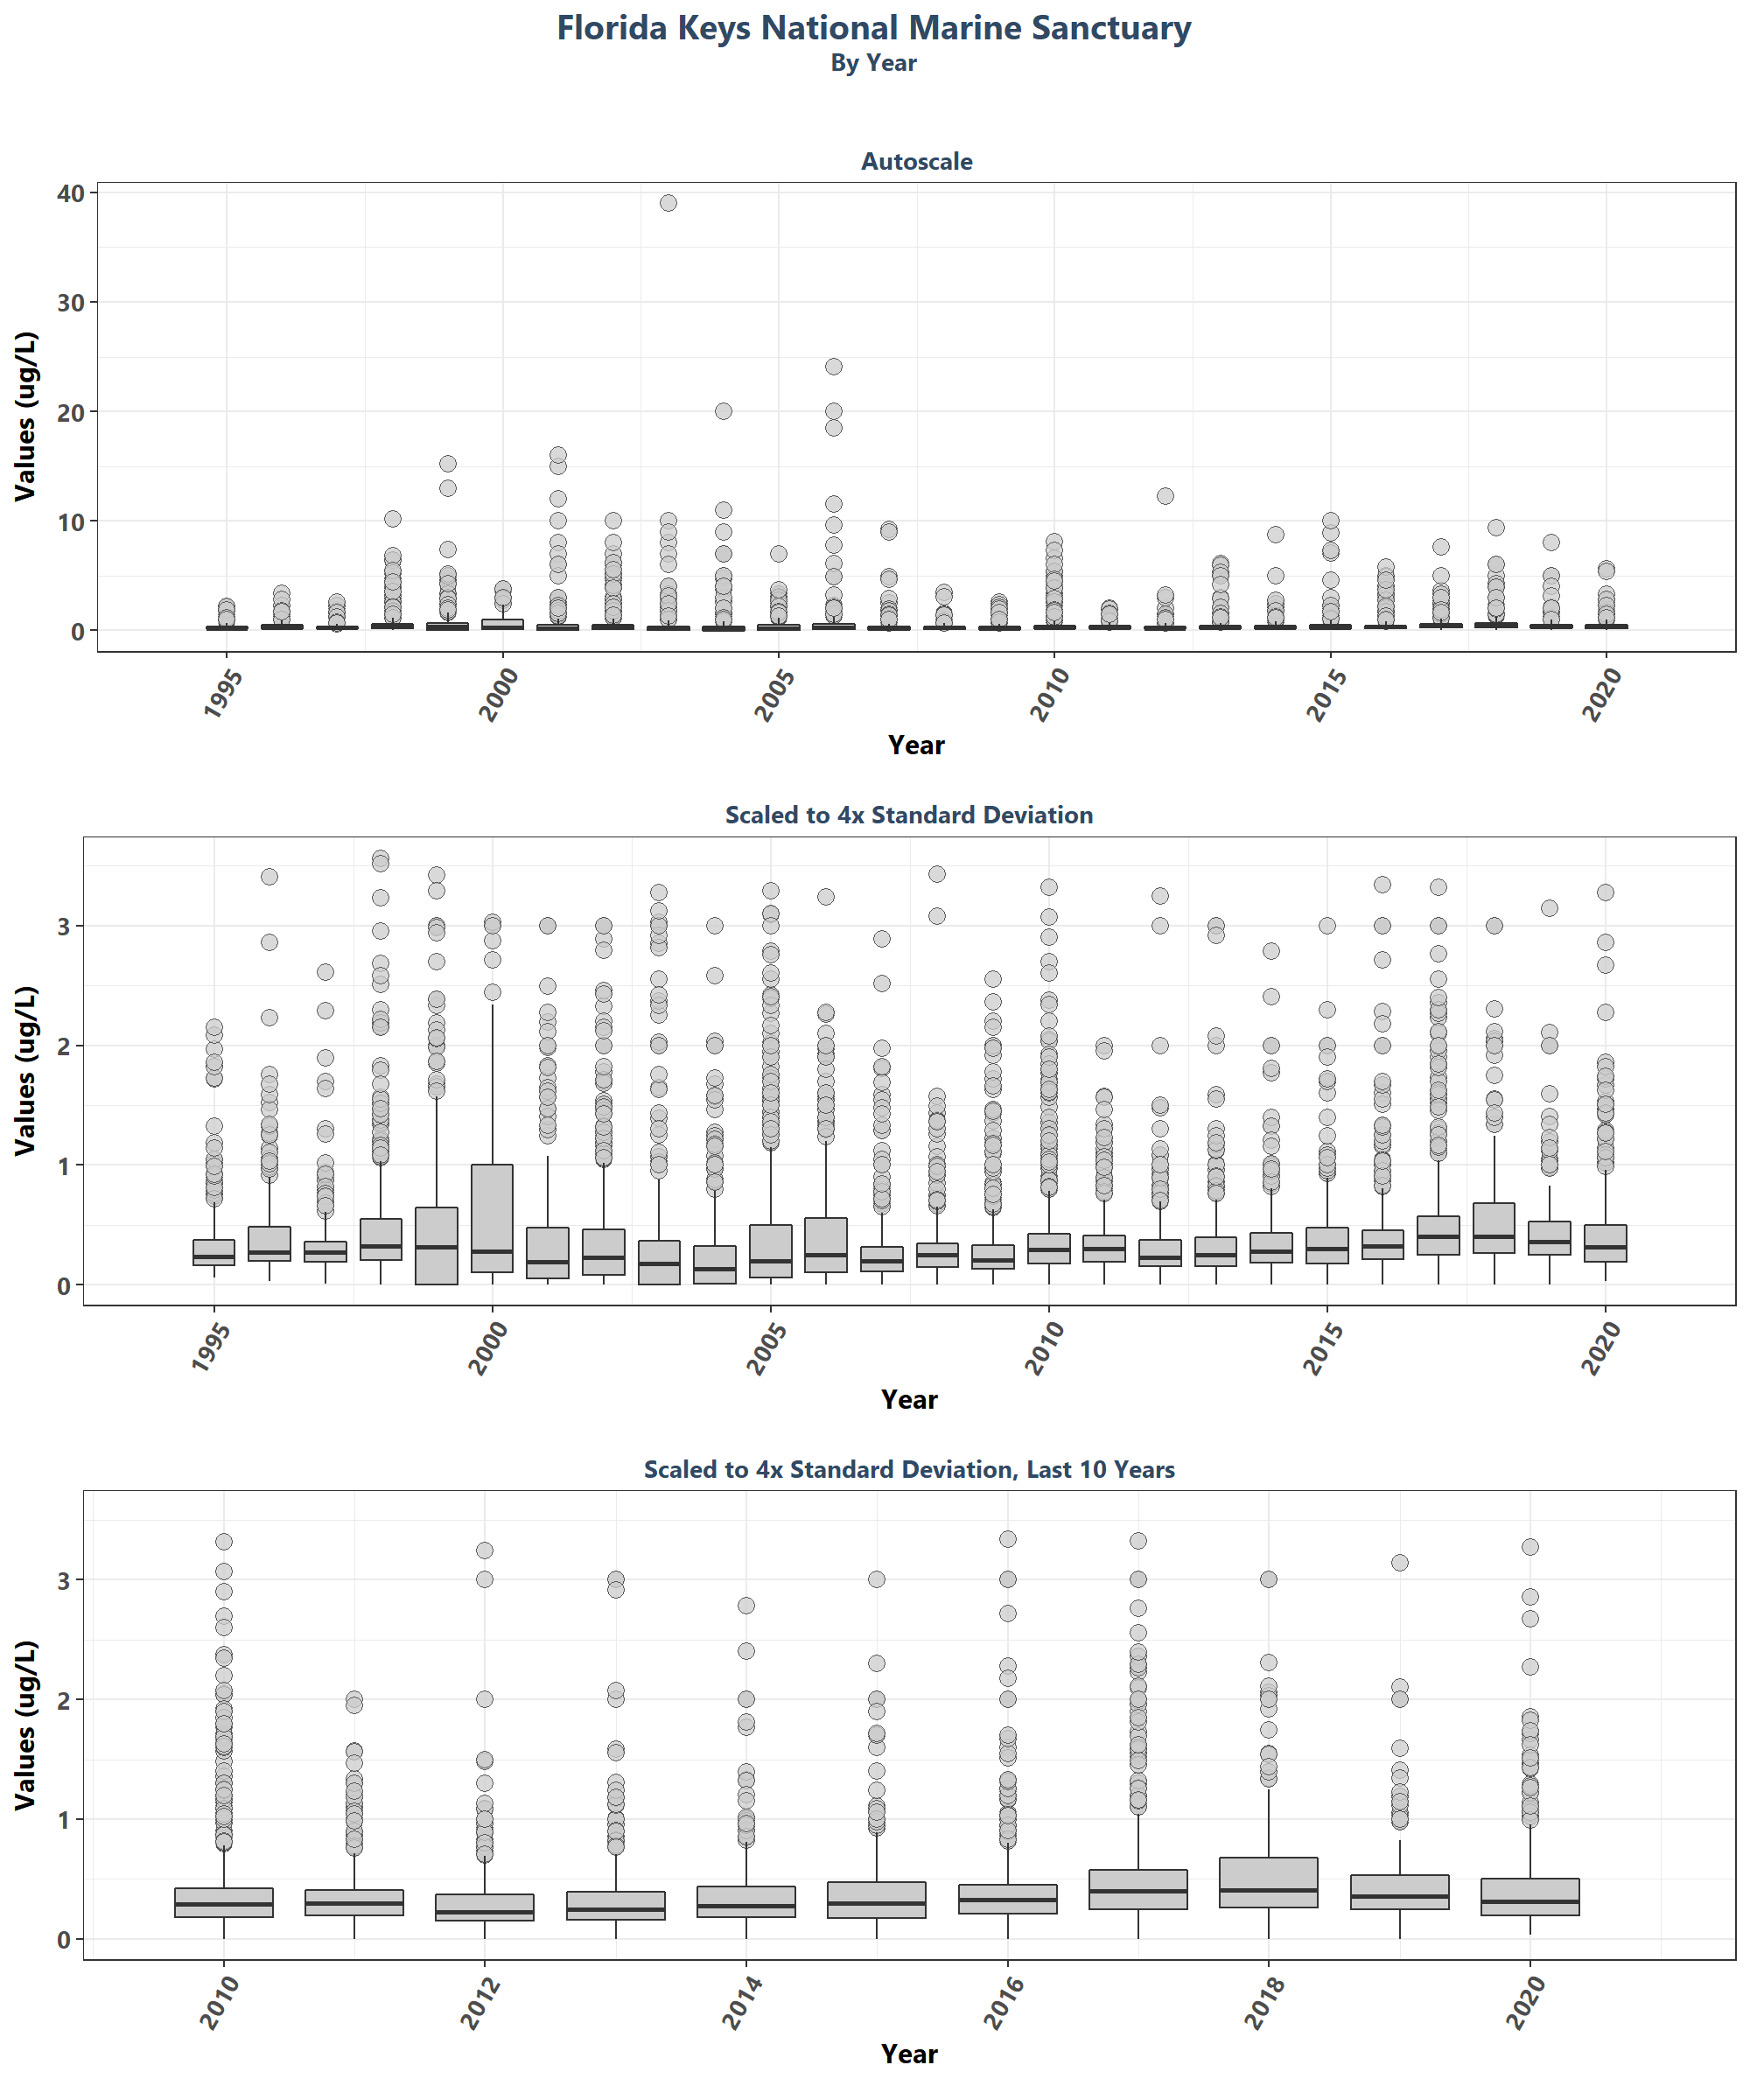 Florida Keys National Marine Sanctuary
By Year
Autoscale
Values (ug/L)
40
30
20
10
0
1995 2000 2005 2010 2015 2020
Year
Scaled to 4x Standard Deviation
Values (ug/L)
3
2
1
0
1995 2000 2005 2010 2015 2020
Year
Scaled to 4x Standard Deviation, Last 10 Years
Values (ug/L)
3
2
1
0
2010 2012 2014 2016 2018 2020
Year